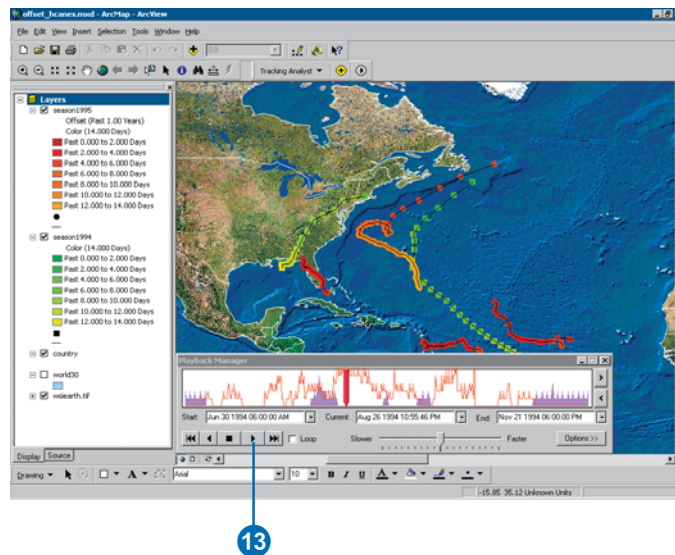 offset_hcanes.mxd - ArcMap - ArcView
File Edit View Insert Selection Tools Window Help
0.0
Tracking Analyst
Layers
season1995
Offset (Past 1.00 Years)
Color (14.000 Days)
Past 0.000 to 2.000 Days
Past 2.000 to 4.000 Days
Past 4.000 to 6.000 Days
Past 6.000 to 8.000 Days
Past 8.000 to 10.000 Days
Past 10.000 to 12.000 Days
Past 12.000 to 14.000 Days
season1994
Color (14.000 Days)
Past 0.000 to 2.000 Days
Past 2.000 to 4.000 Days
Past 4.000 to 6.000 Days
Past 6.000 to 8.000 Days
Past 8.000 to 10.000 Days
Past 10.000 to 12.000 Days
Past 12.000 to 14.000 Days
country
world30
wsiearth.tif
Playback Manager
Start: Jun 30 1994 06:00:00 AM Current: Aug 26 1994 10:55:46 PM End: Nov 21 1994 06:00:00 PM
Loop Slower Faster Options >>
Display Source
Drawing A Arial 10 B I U A
-15.85 35.12 Unknown Units
13